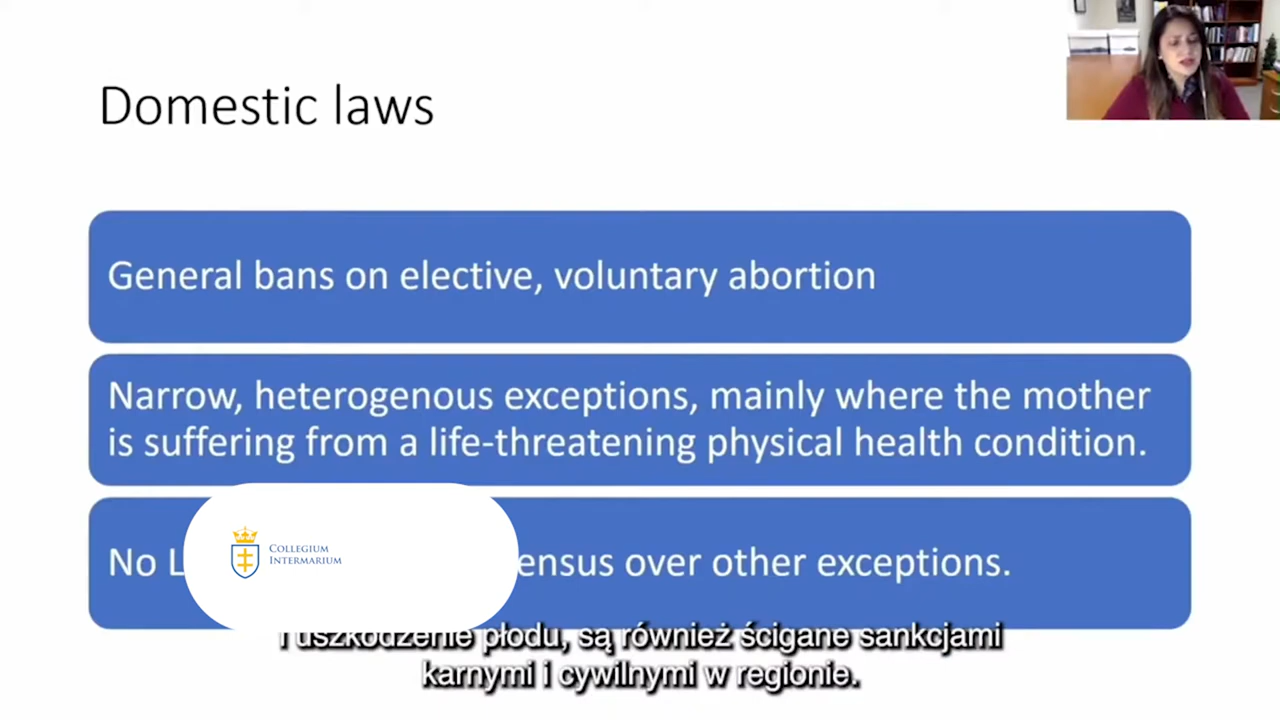 Domestic laws
General bans on elective, voluntary abortion
Narrow, heterogenous exceptions, mainly where the mother
is suffering from a life-threatening physical health condition.
No
over other exceptions.
COLLEGIUM
INTERMARIUM
i uszkodzenie płodu, są również ścigane sankcjami
karnymi i cywilnymi w regionie.